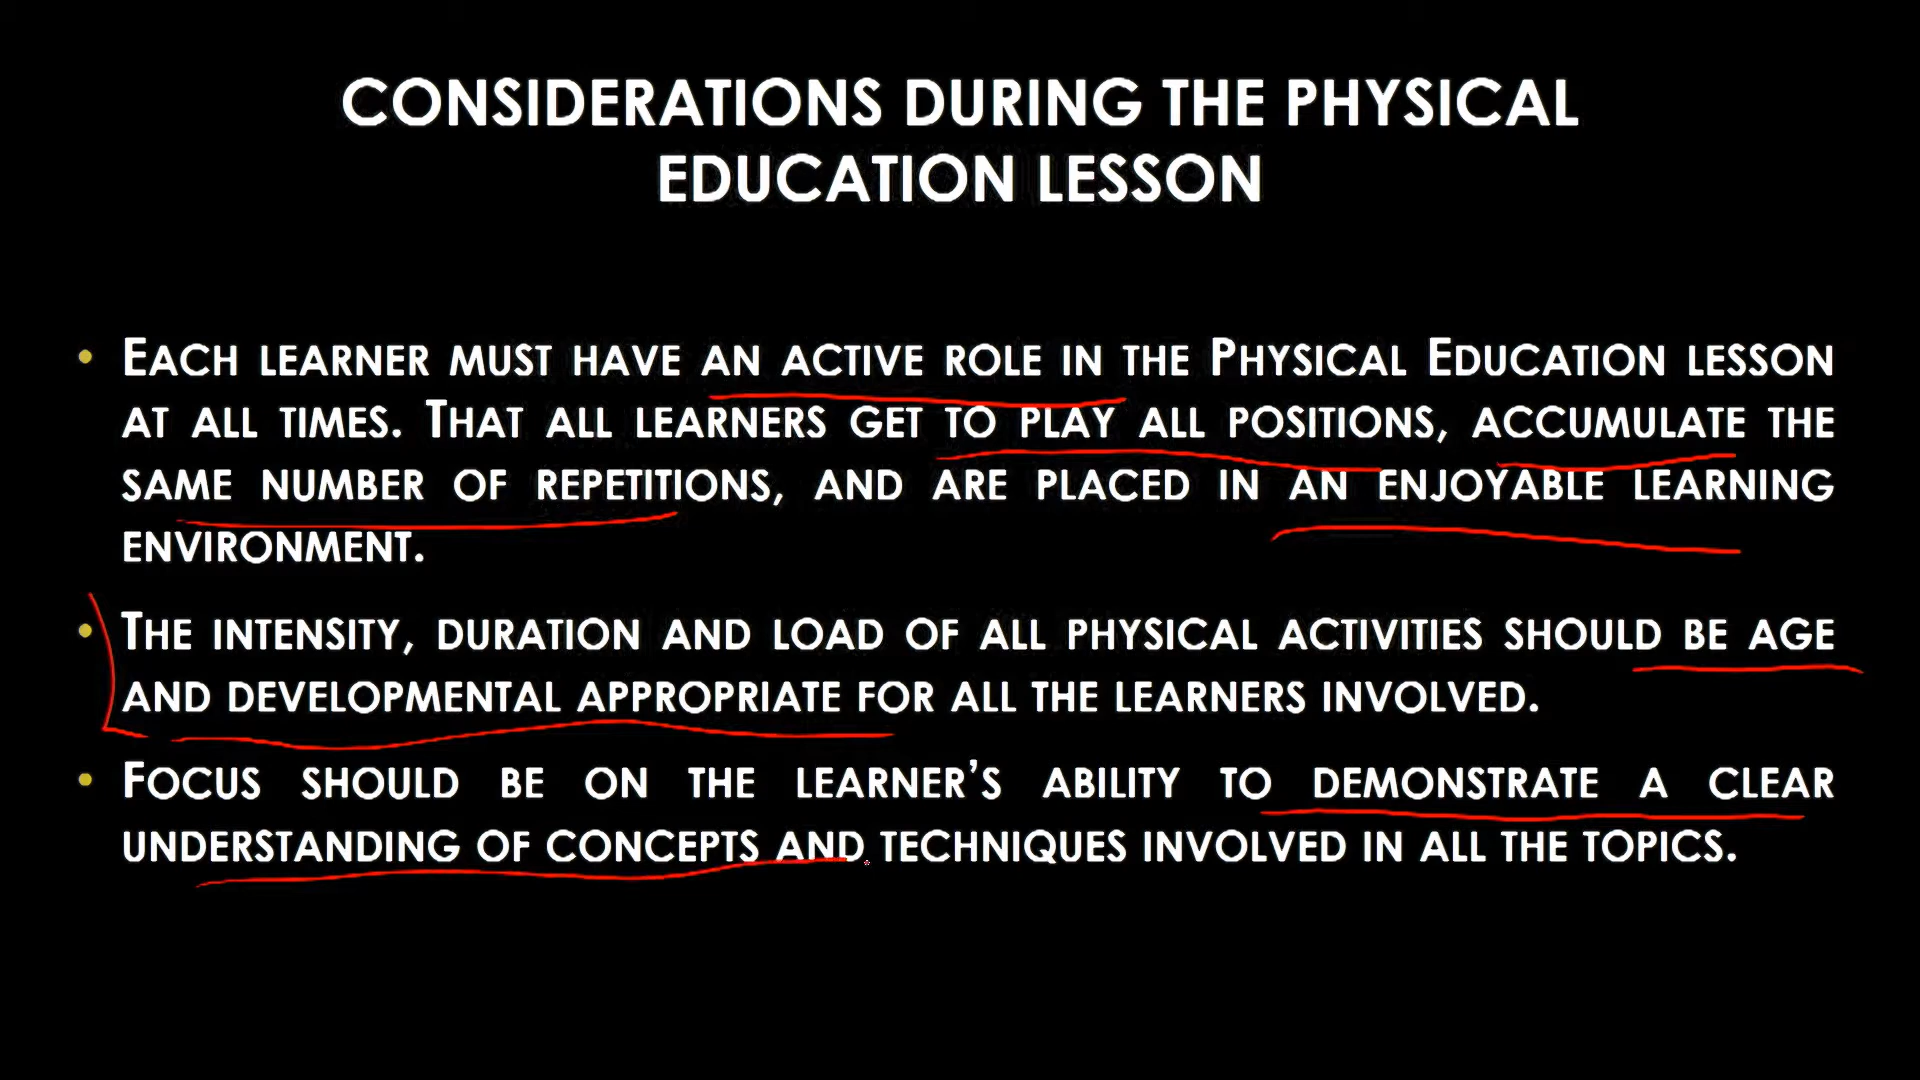 CONSIDERATIONS DURING THE PHYSICAL
EDUCATION LESSON
• EACH LEARNER MUST HAVE AN ACTIVE ROLE IN THE PHYSICAL EDUCATION LESSON
AT ALL TIMES. THAT ALL LEARNERS GET TO PLAY ALL POSITIONS, ACCUMULATE THE
SAME NUMBER OF REPETITIONS, AND ARE PLACED IN AN ENJOYABLE LEARNING
ENVIRONMENT.
• THE INTENSITY, DURATION AND LOAD OF ALL PHYSICAL ACTIVITIES SHOULD BE AGE
AND DEVELOPMENTAL APPROPRIATE FOR ALL THE LEARNERS INVOLVED.
• FOCUS SHOULD BE ON THE LEARNER’S ABILITY TO DEMONSTRATE A CLEAR
UNDERSTANDING OF CONCEPTS AND TECHNIQUES INVOLVED IN ALL THE TOPICS.